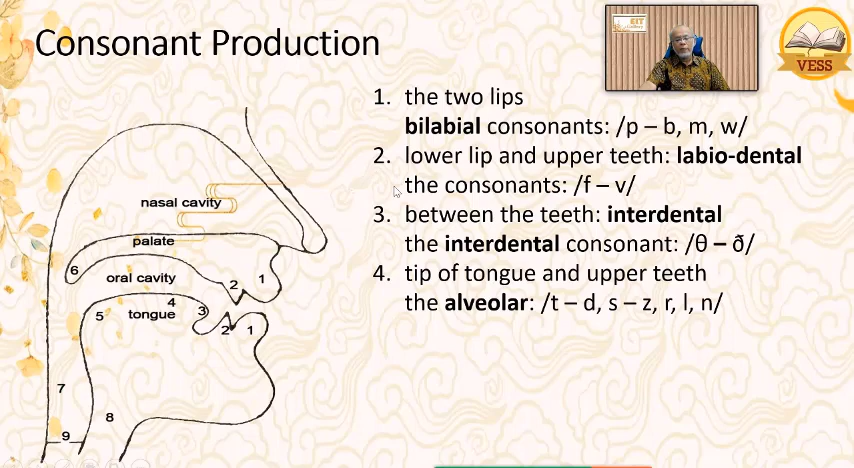 Consonant Production
EIT
VESS
1. the two lips
bilabial consonants: /p – b, m, w/
2. lower lip and upper teeth: labio-dental
the consonants: /f – v/
3. between the teeth: interdental
the interdental consonant: /θ – ð/
4. tip of tongue and upper teeth
the alveolar: /t – d, s – z, r, l, n/
nasal cavity
palate
6
oral cavity
2 1
4
5 tongue 3
2 1
7
8
9